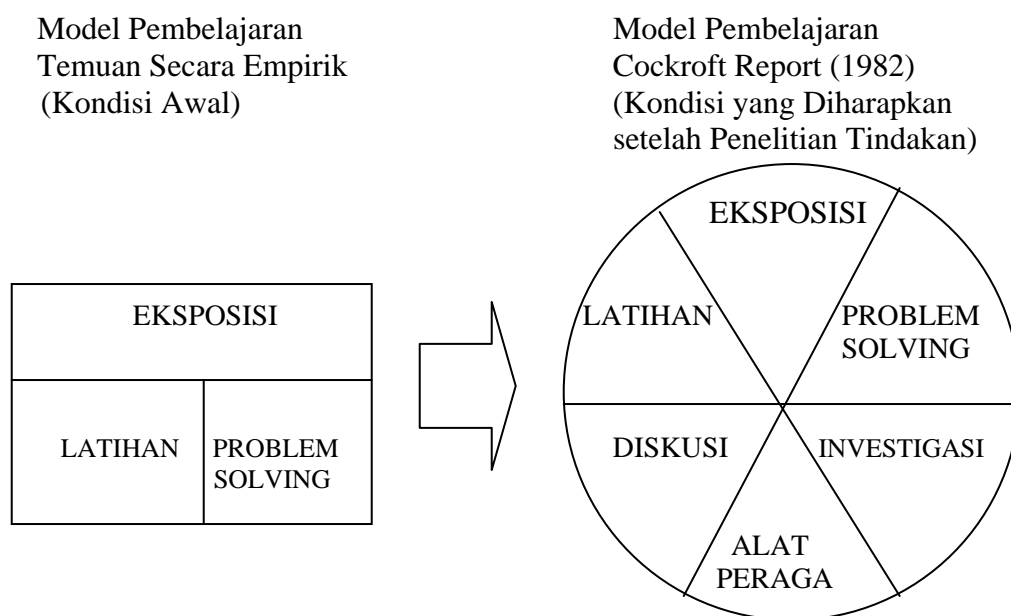 Model Pembelajaran
Temuan Secara Empirik
(Kondisi Awal)
Model Pembelajaran
Cockroft Report (1982)
(Kondisi yang Diharapkan
setelah Penelitian Tindakan)
EKSPOSISI
LATIHAN
PROBLEM
SOLVING
EKSPOSISI
LATIHAN
PROBLEM
SOLVING
DISKUSI
INVESTIGASI
ALAT
PERAGA